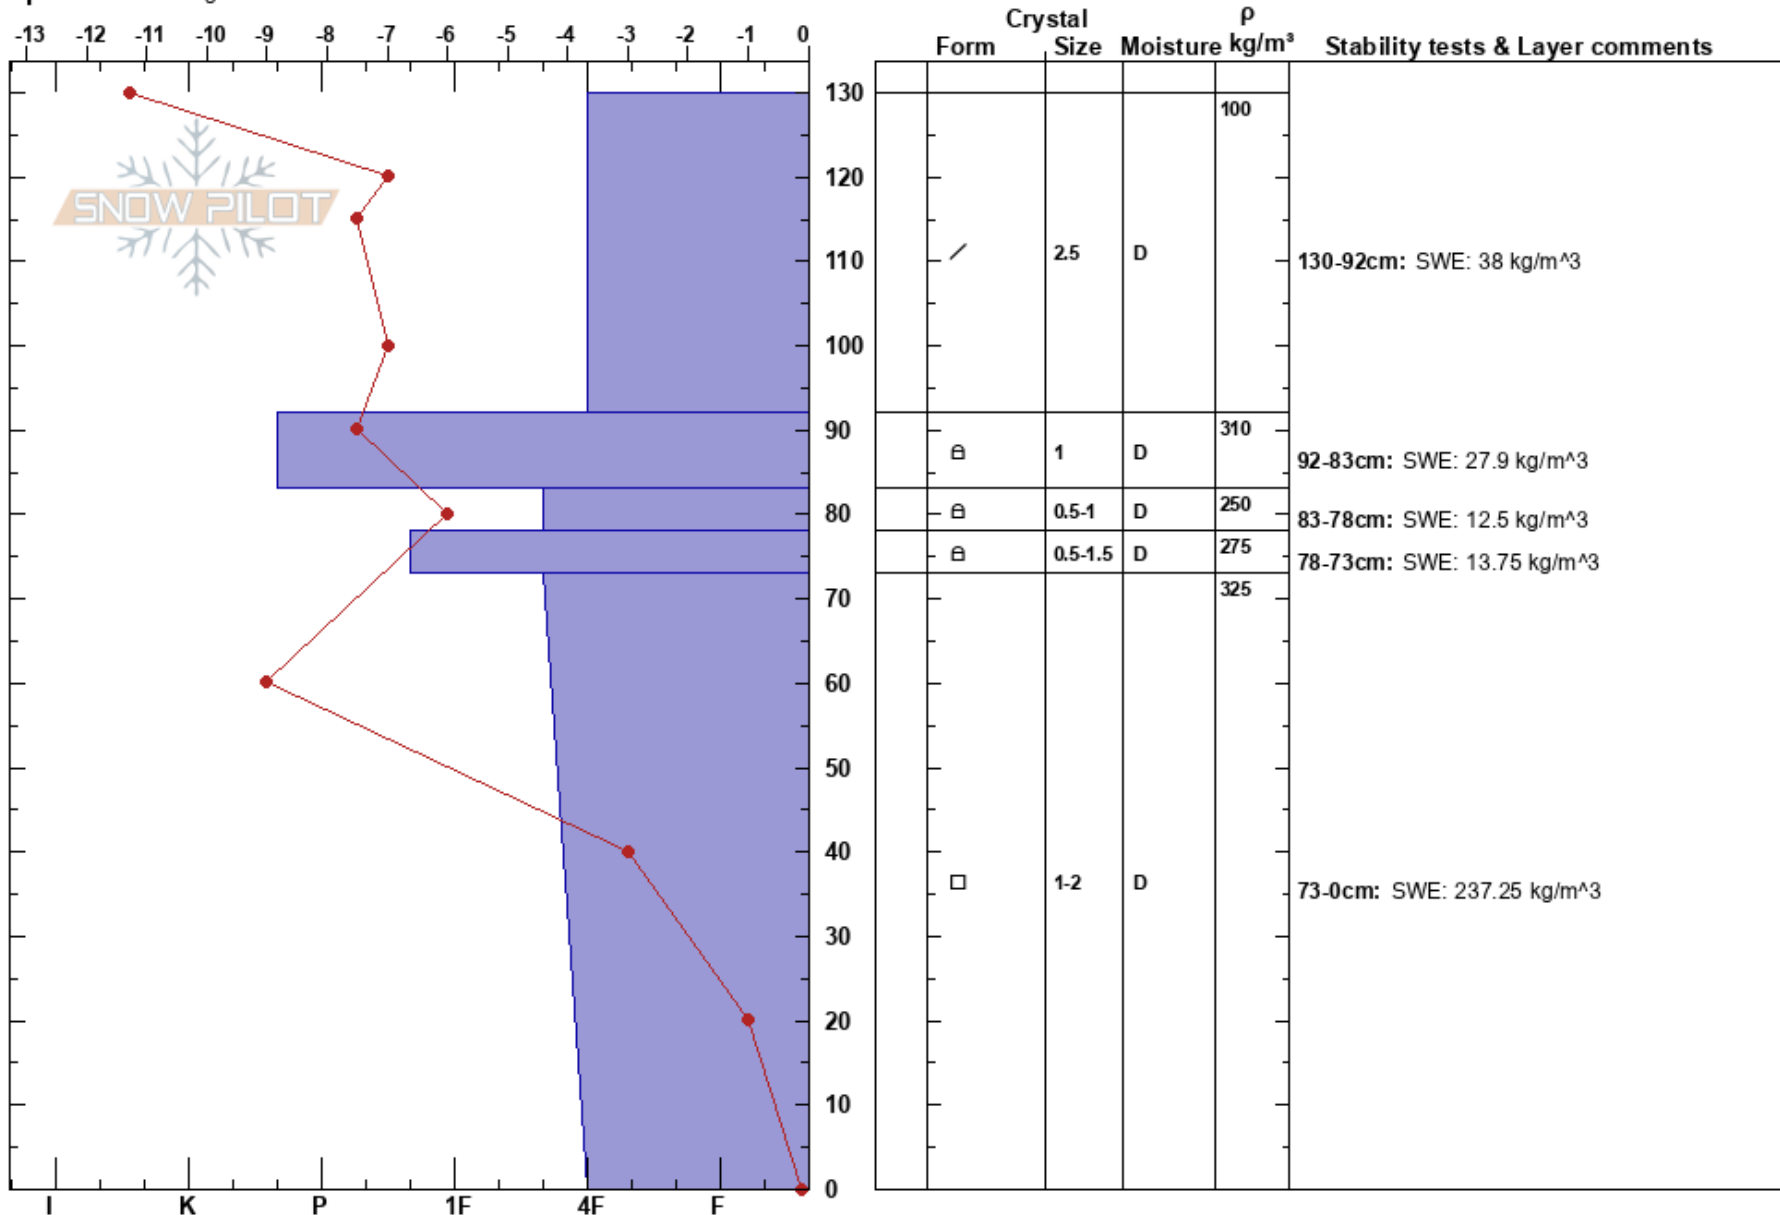 Crystal ρ
Form Size Moisture kg/m³ Stability tests & Layer comments
-13 -12 -11 -10 -9 -8 -7 -6 -5 -4 -3 -2 -1 0
130 100
SNOW PILOT
120
110 2.5 D 130-92cm: SWE: 38 kg/m^3
100
90 310
1 D 92-83cm: SWE: 27.9 kg/m^3
80 0.5-1 D 250 83-78cm: SWE: 12.5 kg/m^3
0.5-1.5 D 275 78-73cm: SWE: 13.75 kg/m^3
70 325
60
50
40
1-2 D 73-0cm: SWE: 237.25 kg/m^3
30
20
10
0
I K P 1F 4F F